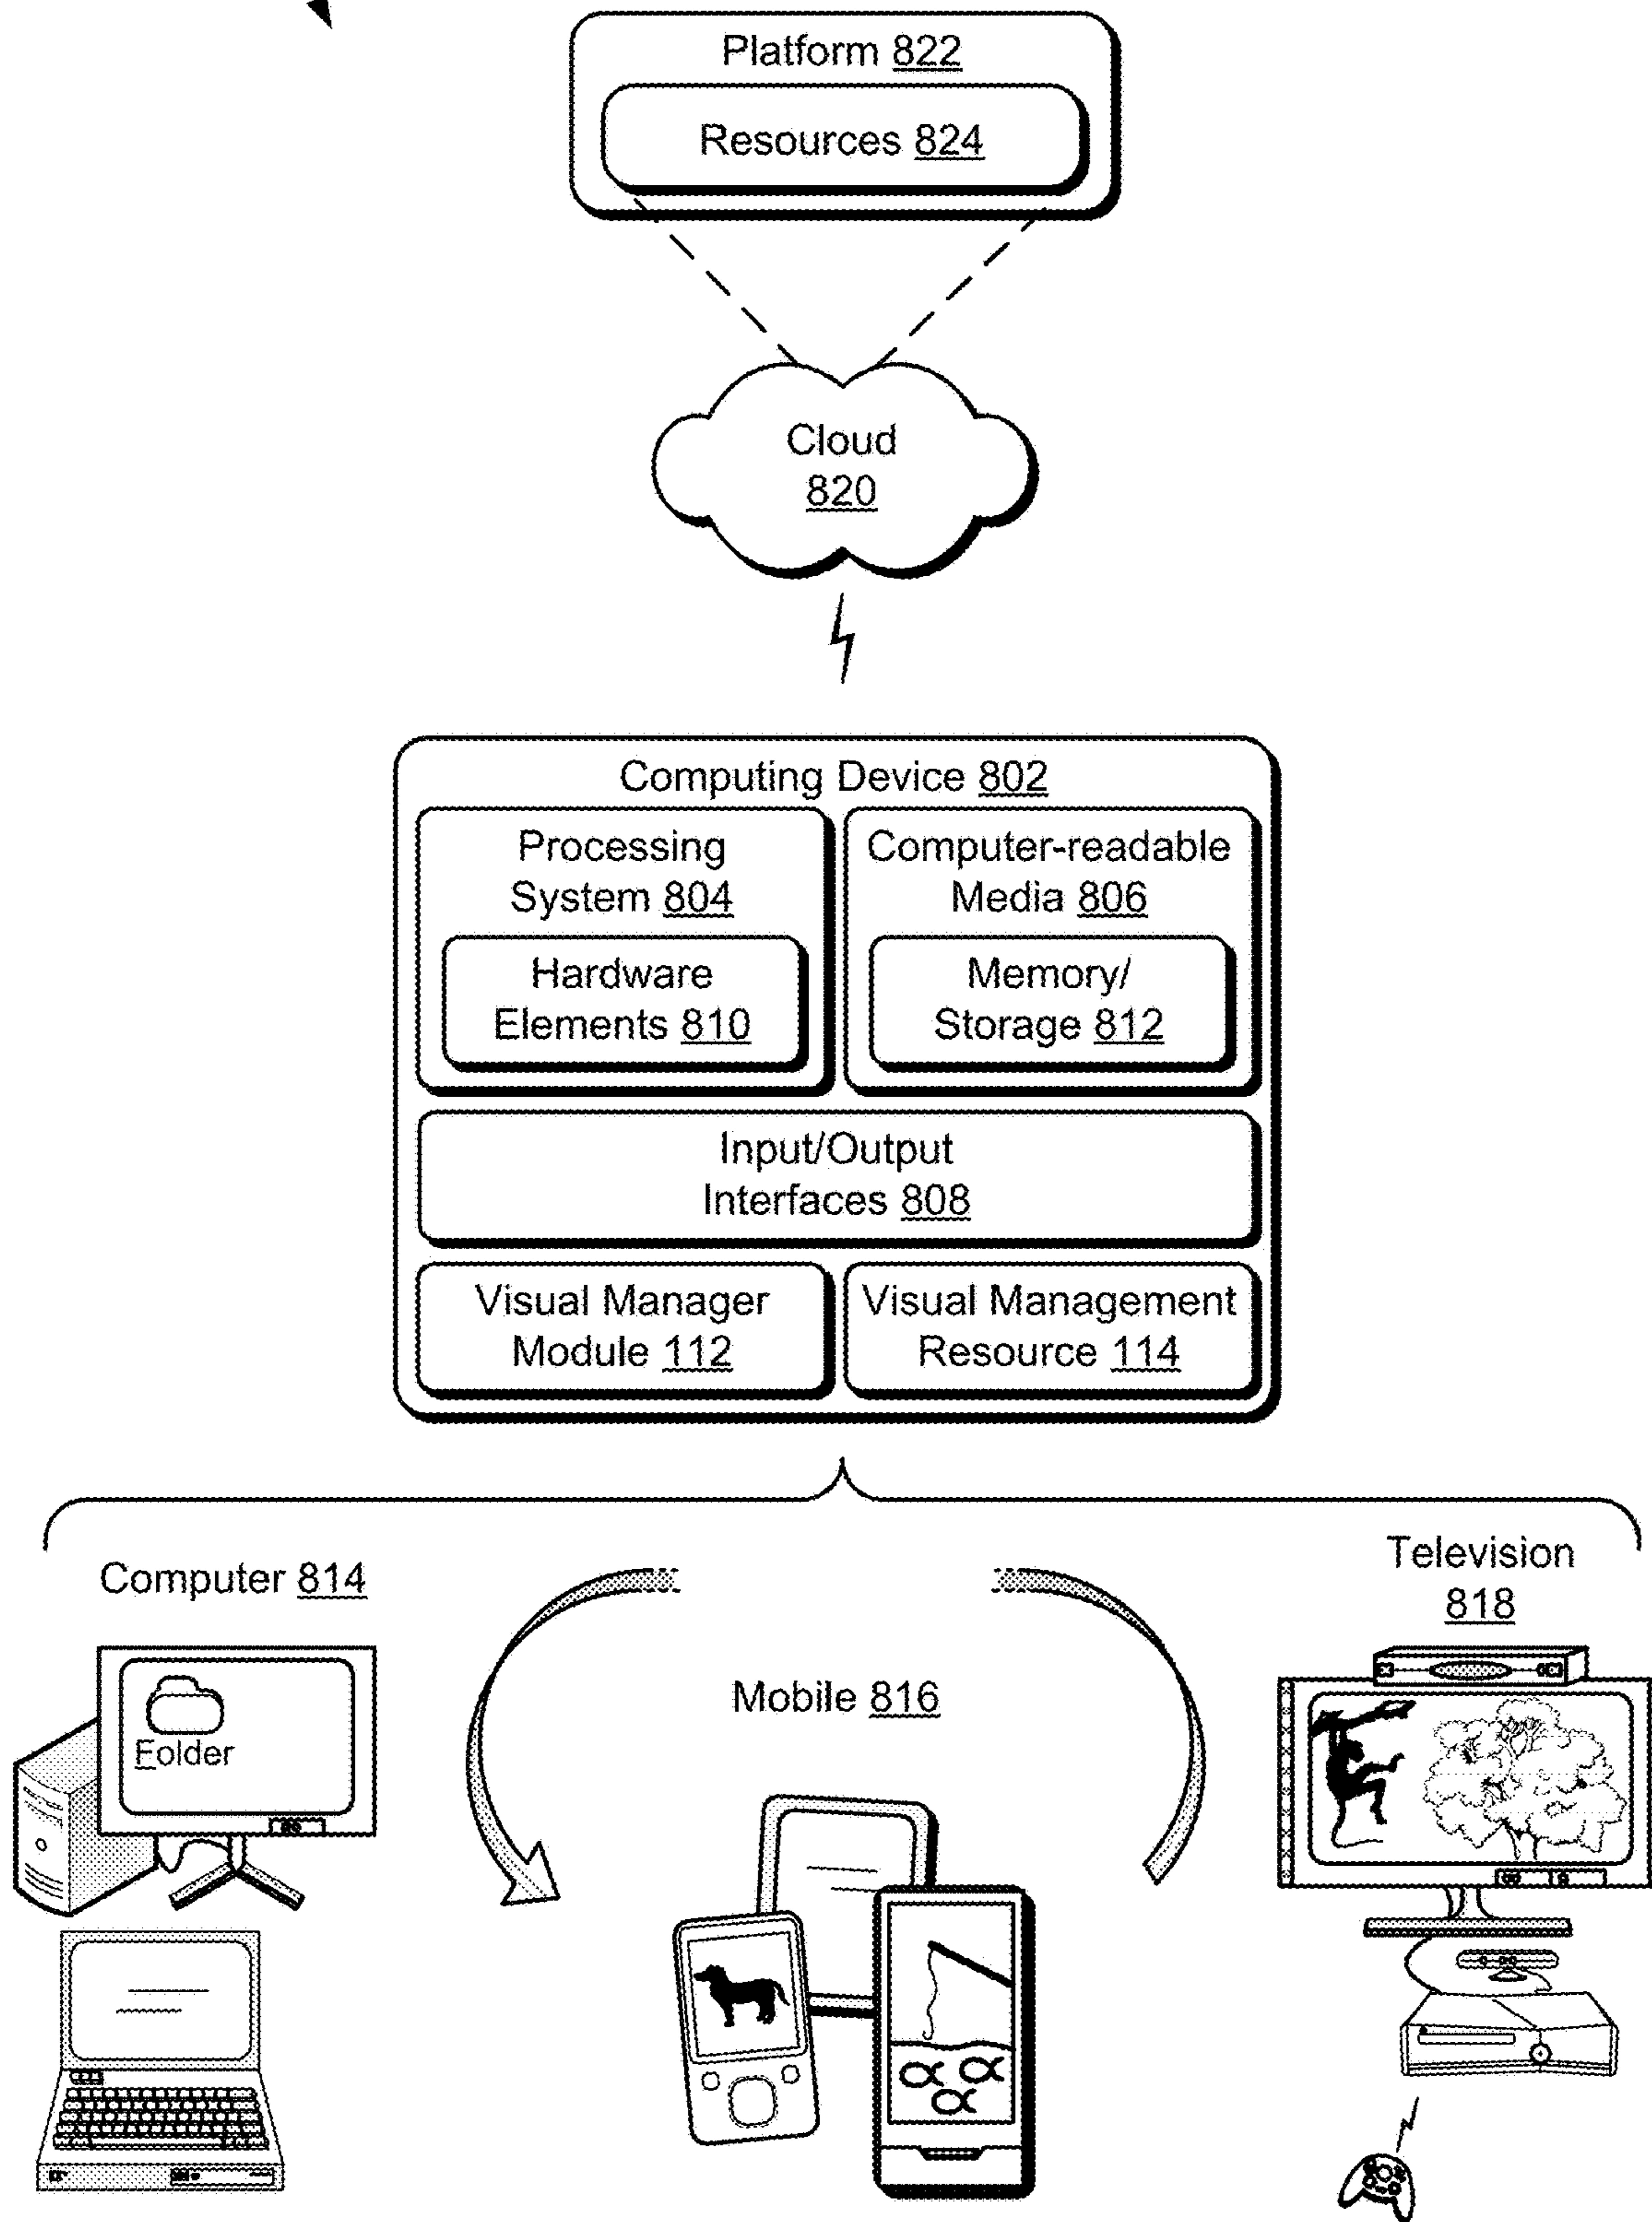 Platform 822
Resources 824
Cloud
820
Computing Device 802
Processing
System 804
Computer-readable
Media 806
Hardware
Elements 810
Memory/
Storage 812
Input/Output
Interfaces 808
Visual Manager
Module 112
Visual Management
Resource 114
Computer 814
Television
818
Mobile 816
Folder